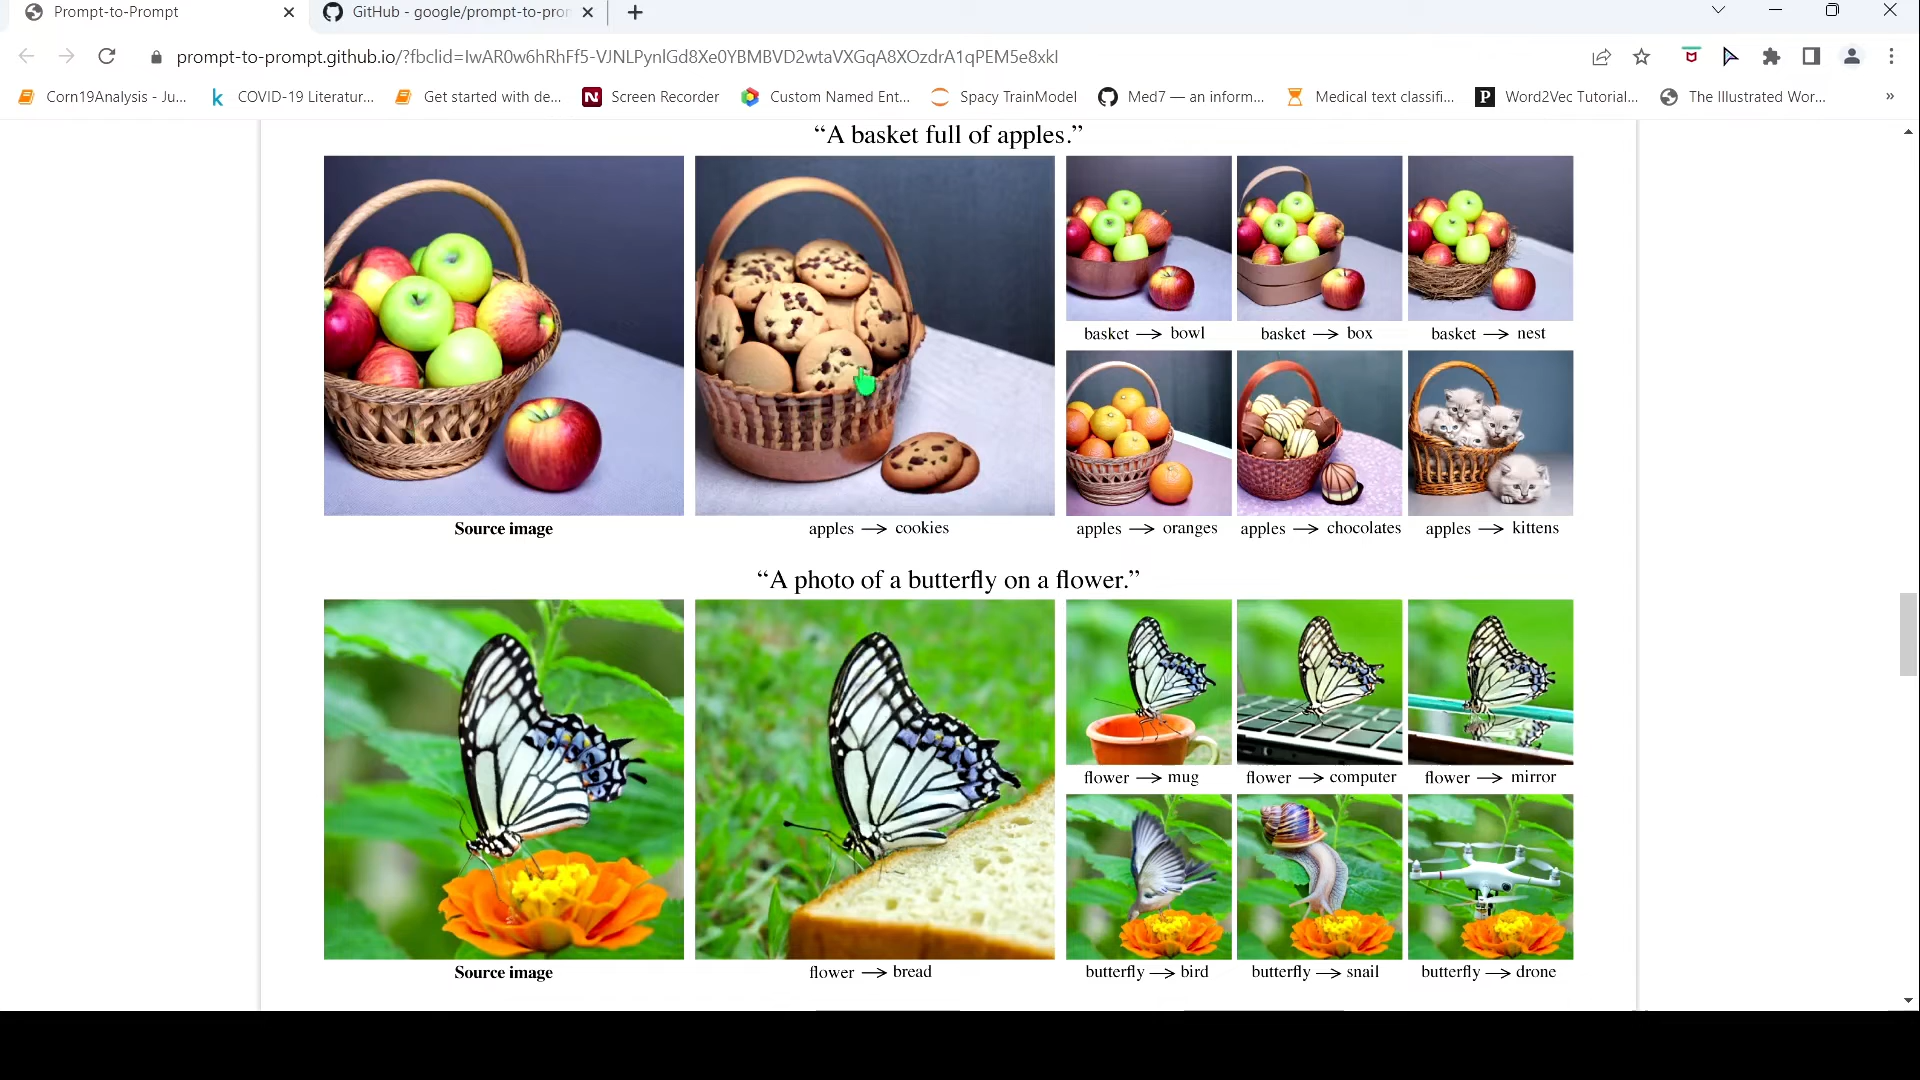 Prompt-to-Prompt
GitHub - google/prompt-to-pron
prompt-to-prompt.github.io/?fbclid=IwAR0w6hRhFf5-VJNLPynlGd8Xe0YBMBVD2wtaVXGqA8XOzdrA1qPEM5e8xkI
Corn19Analysis - Ju...
COVID-19 Literatur...
Get started with de...
Screen Recorder
Custom Named Ent...
Spacy TrainModel
Med7 — an inform...
Medical text classifi...
Word2Vec Tutorial...
The Illustrated Wor...
“A basket full of apples.”
basket → bowl
basket → box
basket → nest
Source image
apples → cookies
apples → oranges
apples → chocolates
apples → kittens
“A photo of a butterfly on a flower.”
flower → mug
flower → computer
flower → mirror
Source image
flower → bread
butterfly → bird
butterfly → snail
butterfly → drone